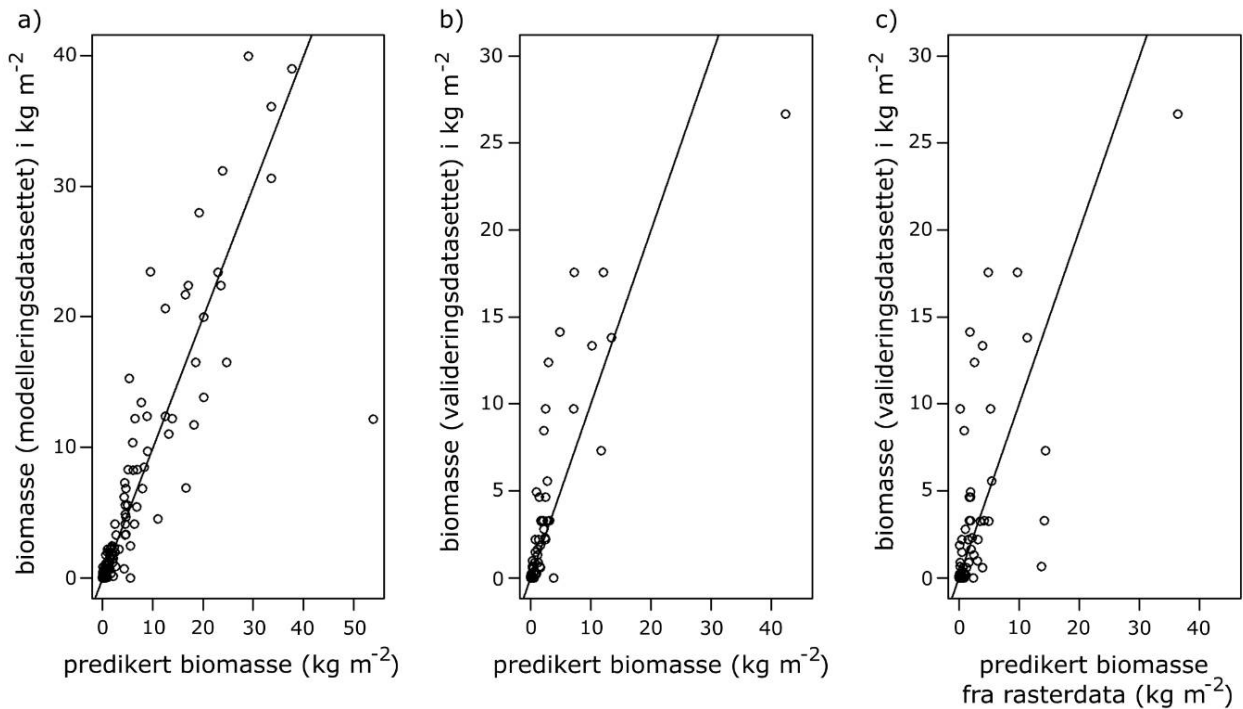 a)
biomasse (modelleringsdatasettet) i kg m⁻²
40
30
20
10
0
0 10 20 30 40 50
predikert biomasse (kg m⁻²)
b)
biomasse (valideringsdatasettet) i kg m⁻²
30
25
20
15
10
5
0
0 10 20 30 40
predikert biomasse (kg m⁻²)
c)
biomasse (valideringsdatasettet) i kg m⁻²
30
25
20
15
10
5
0
0 10 20 30 40
predikert biomasse
fra rasterdata (kg m⁻²)